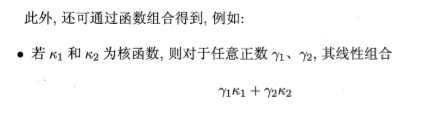 此外, 还可通过函数组合得到, 例如:
• 若 κ₁ 和 κ₂ 为核函数, 则对于任意正数 γ₁、γ₂, 其线性组合
γ₁κ₁ + γ₂κ₂